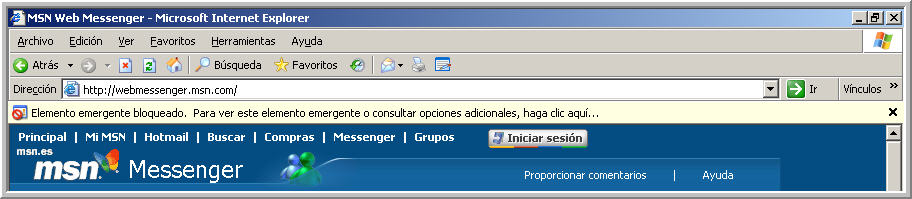 MSN Web Messenger - Microsoft Internet Explorer
Archivo Edición Ver Favoritos Herramientas Ayuda
Atrás Búsqueda Favoritos
Dirección http://webmessenger.msn.com/ Ir Vínculos »
Elemento emergente bloqueado. Para ver este elemento emergente o consultar opciones adicionales, haga clic aquí...
Principal | Mi MSN | Hotmail | Buscar | Compras | Messenger | Grupos Iniciar sesión
msn.es
msn Messenger
Proporcionar comentarios | Ayuda